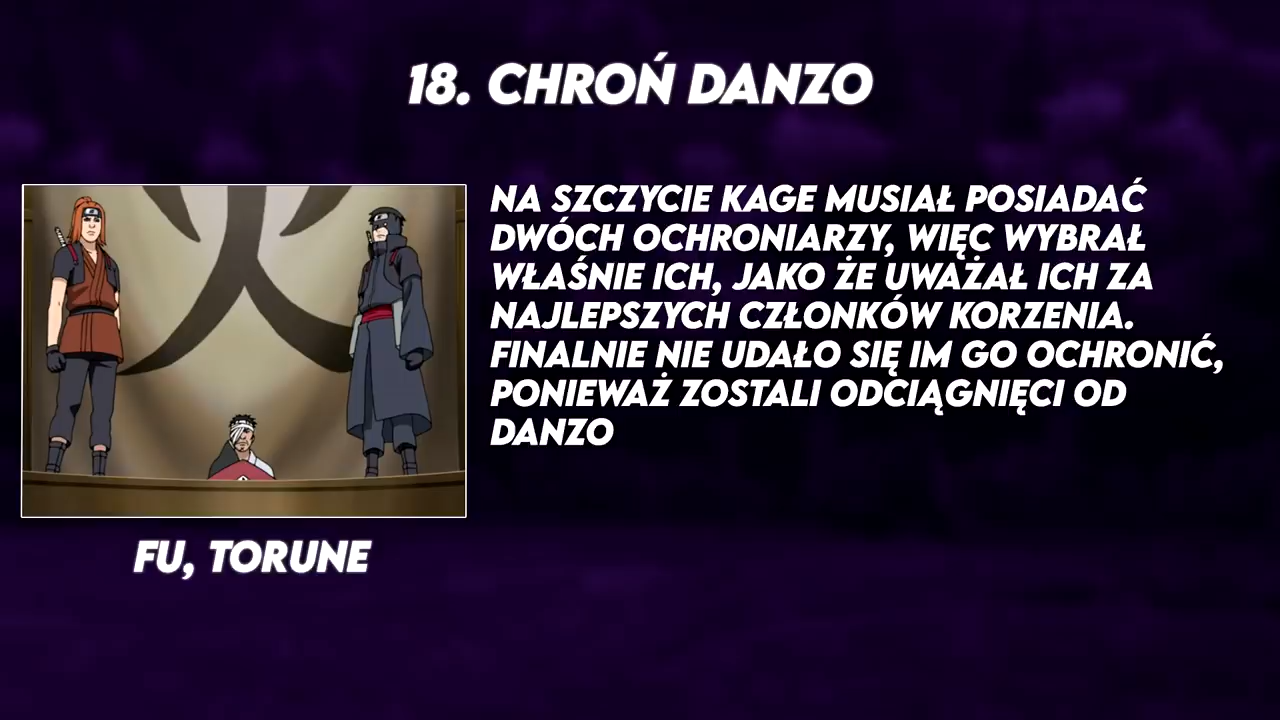 18. CHROŃ DANZO
NA SZCZYCIE KAGE MUSIAŁ POSIADAĆ
DWÓCH OCHRONIARZY, WIĘC WYBRAŁ
WŁAŚNIE ICH, JAKO ŻE UWAŻAŁ ICH ZA
NAJLEPSZYCH CZŁONKÓW KORZENIA.
FINALNIE NIE UDAŁO SIĘ IM GO OCHRONIĆ,
PONIEWAŻ ZOSTALI ODCIĄGNIĘCI OD
DANZO
FU, TORUNE